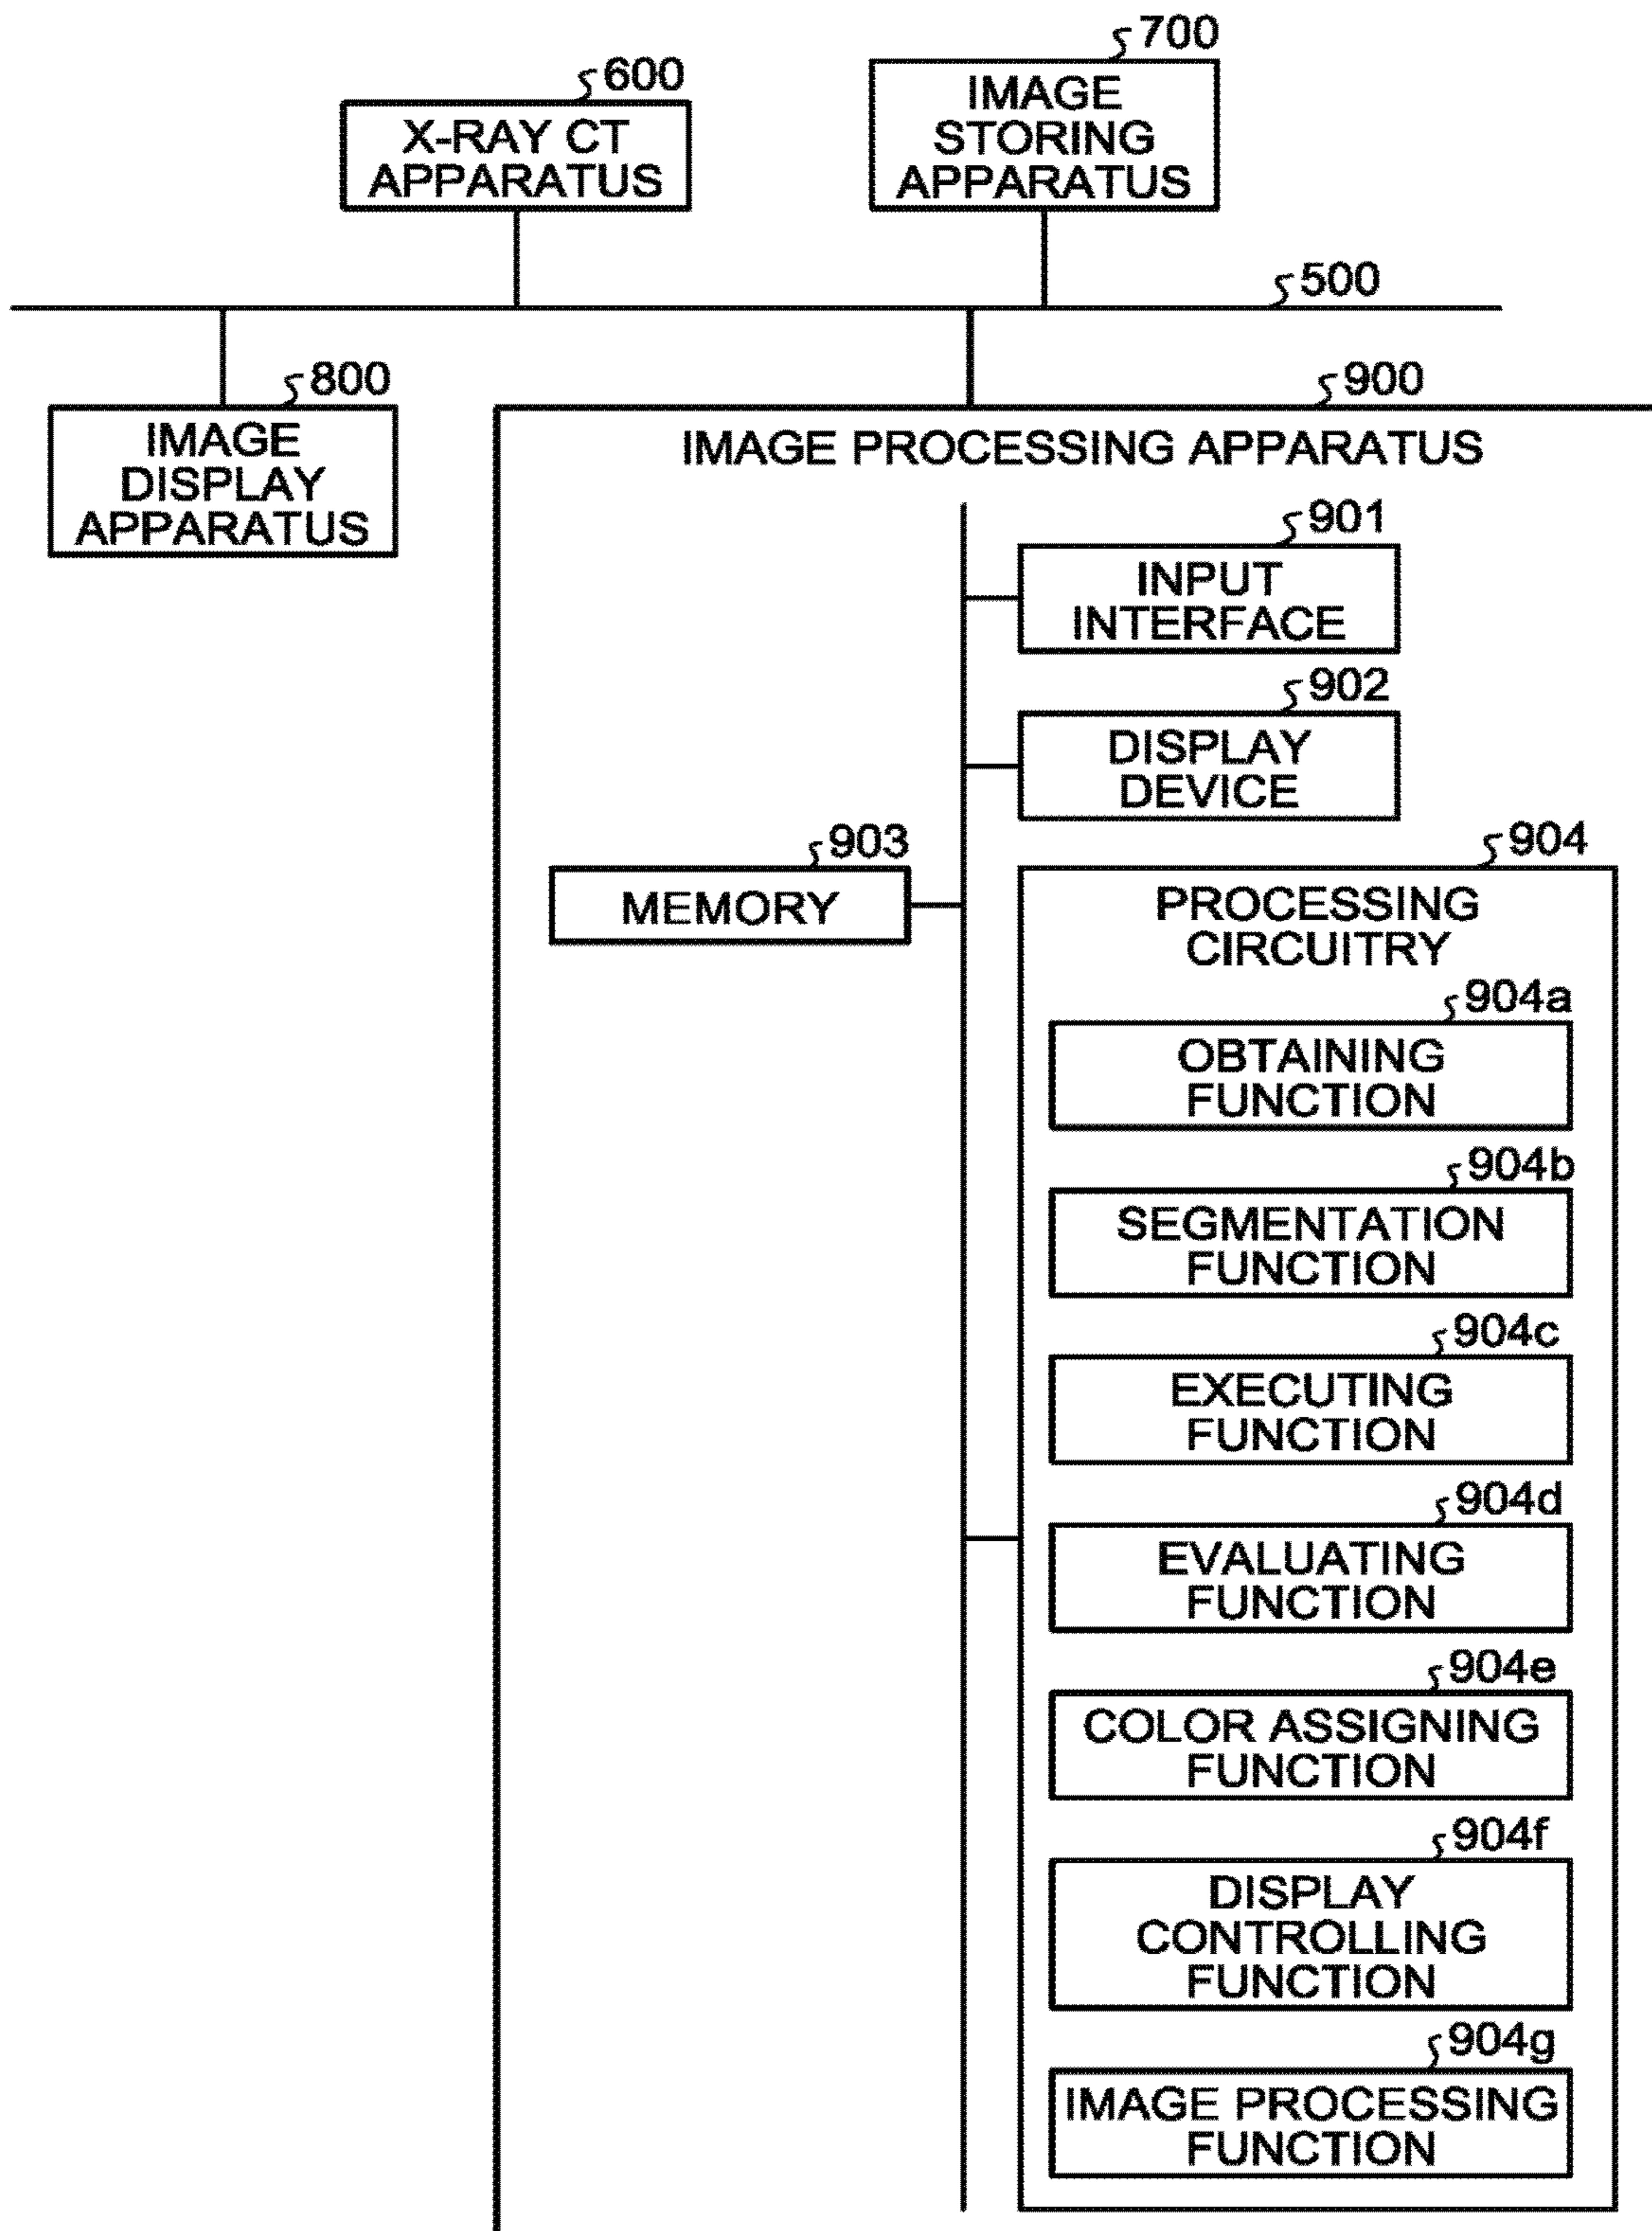 700
600
IMAGE
STORING
APPARATUS
X-RAY CT
APPARATUS
500
800
900
IMAGE
DISPLAY
APPARATUS
IMAGE PROCESSING APPARATUS
901
INPUT
INTERFACE
902
DISPLAY
DEVICE
903
MEMORY
904
PROCESSING
CIRCUITRY
904a
OBTAINING
FUNCTION
904b
SEGMENTATION
FUNCTION
904c
EXECUTING
FUNCTION
904d
EVALUATING
FUNCTION
904e
COLOR ASSIGNING
FUNCTION
904f
DISPLAY
CONTROLLING
FUNCTION
904g
IMAGE PROCESSING
FUNCTION